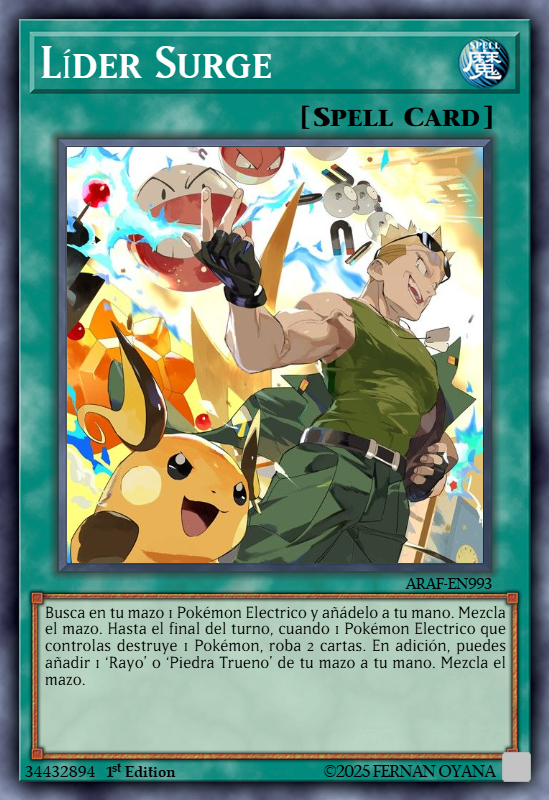 Líder Surge
SPELL
魔
[Spell Card]
ARAF-EN993
Busca en tu mazo 1 Pokémon Electrico y añádelo a tu mano. Mezcla
el mazo. Hasta el final del turno, cuando 1 Pokémon Electrico que
controlas destruye 1 Pokémon, roba 2 cartas. En adición, puedes
añadir 1 ‘Rayo’ o ‘Piedra Trueno’ de tu mazo a tu mano. Mezcla el
mazo.
34432894 1st Edition ©2025 FERNAN OYANA